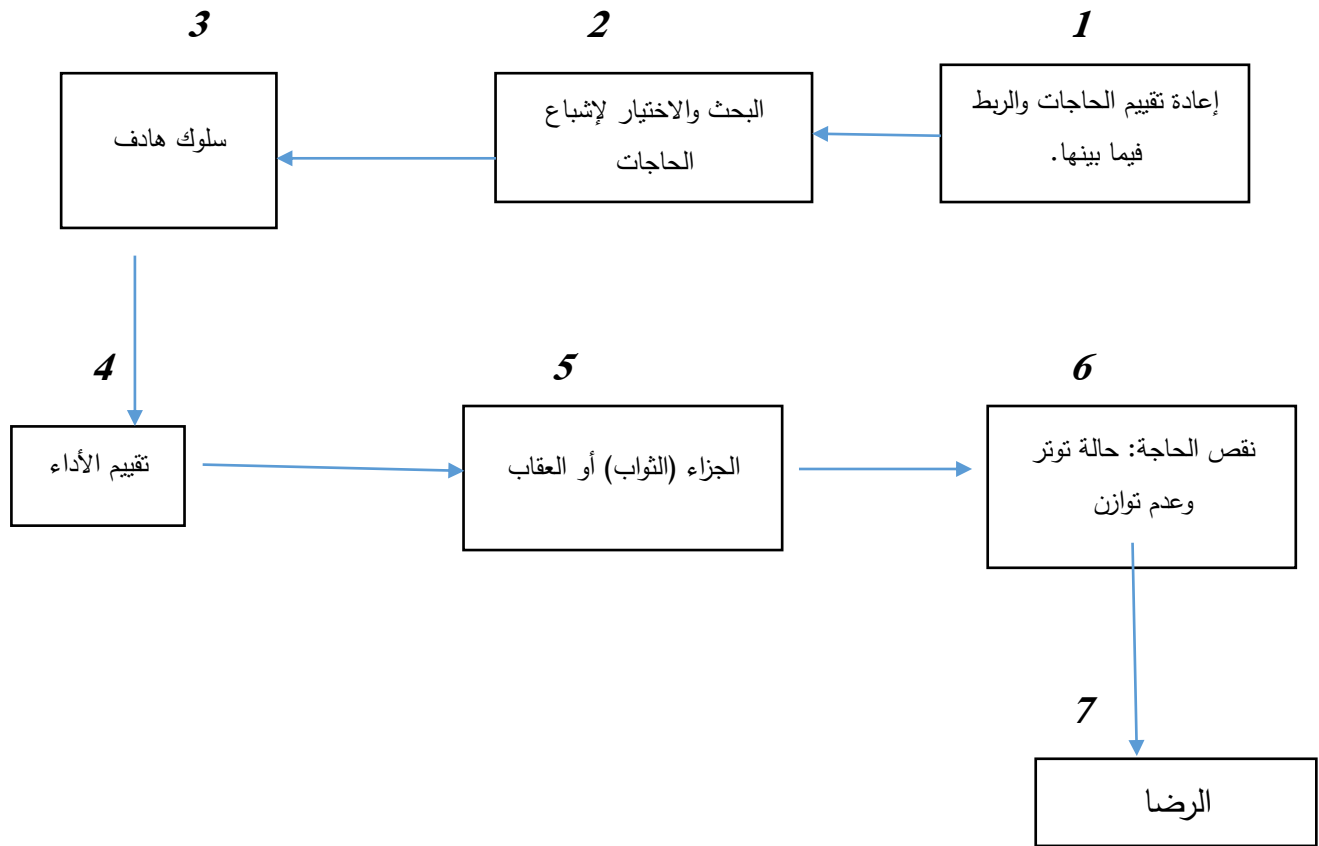 1
2
3
إعادة تقييم الحاجات والربط
فيما بينها.
البحث والاختيار لإشباع
الحاجات
سلوك هادف
4
5
6
تقييم الأداء
الجزاء (الثواب) أو العقاب
نقص الحاجة: حالة توتر
وعدم توازن
7
الرضا